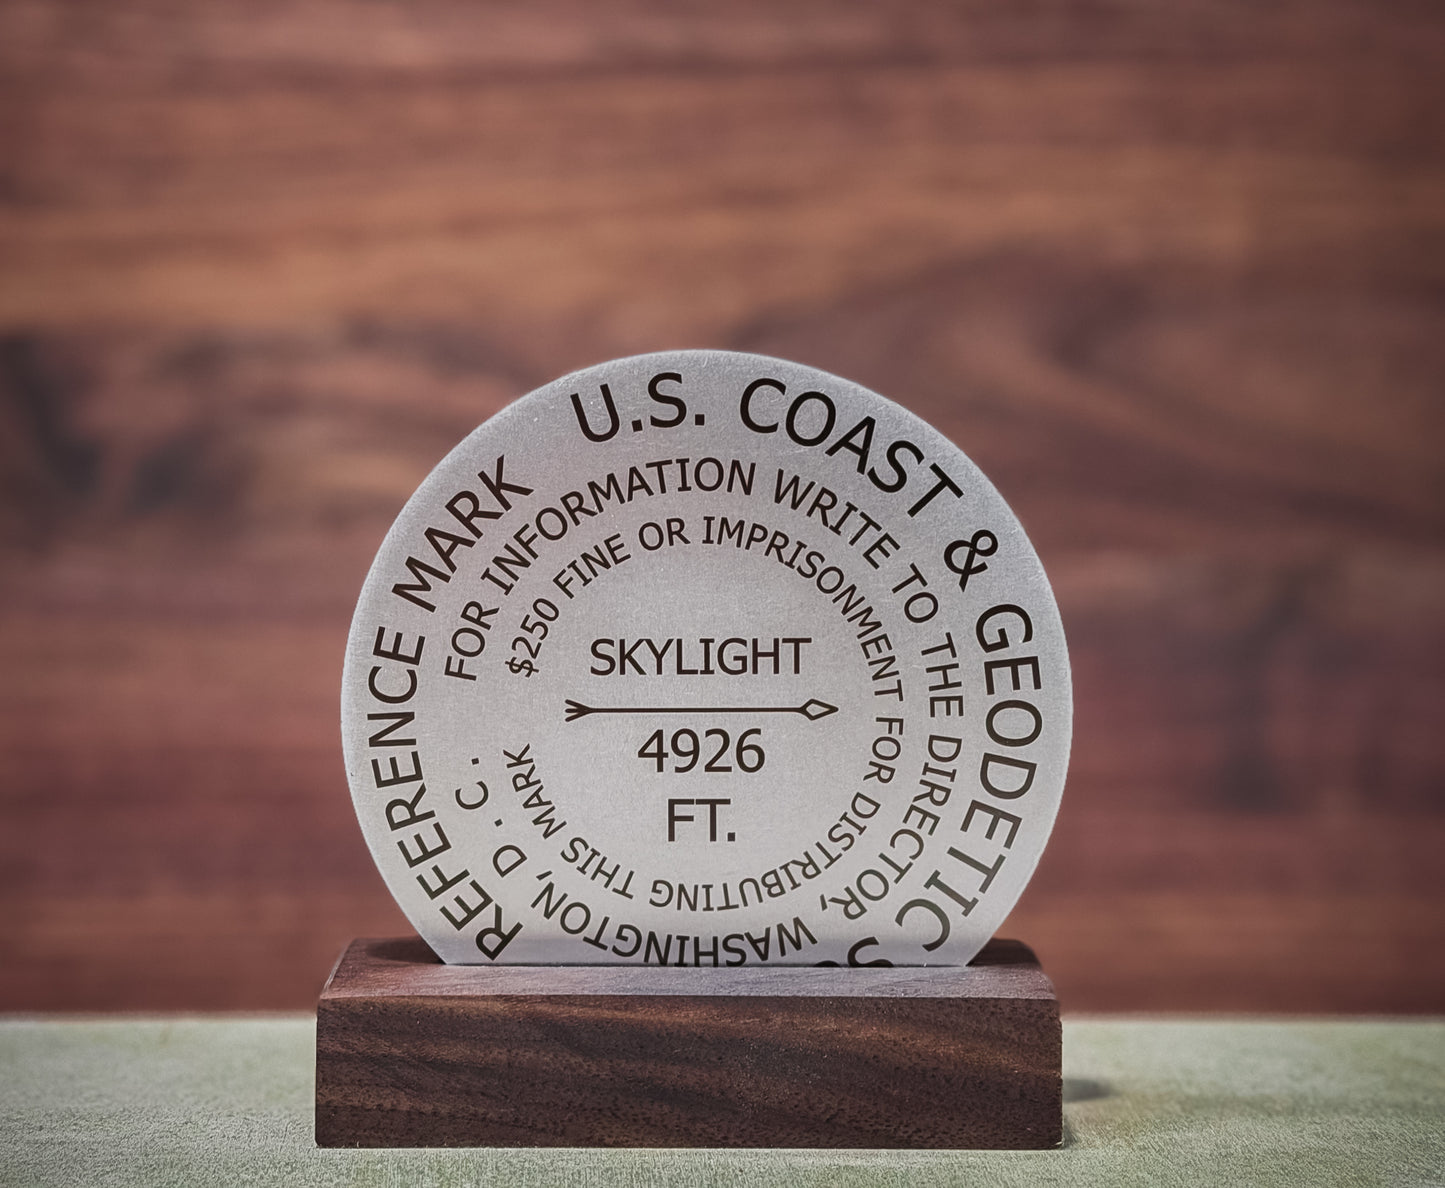 U.S. COAST & GEODETIC S
REFERENCE MARK
FOR INFORMATION WRITE TO THE DIRECTOR, WASHINGTON, D.C.
$250 FINE OR IMPRISONMENT FOR DISTRIBUTING THIS MARK
SKYLIGHT
4926
FT.